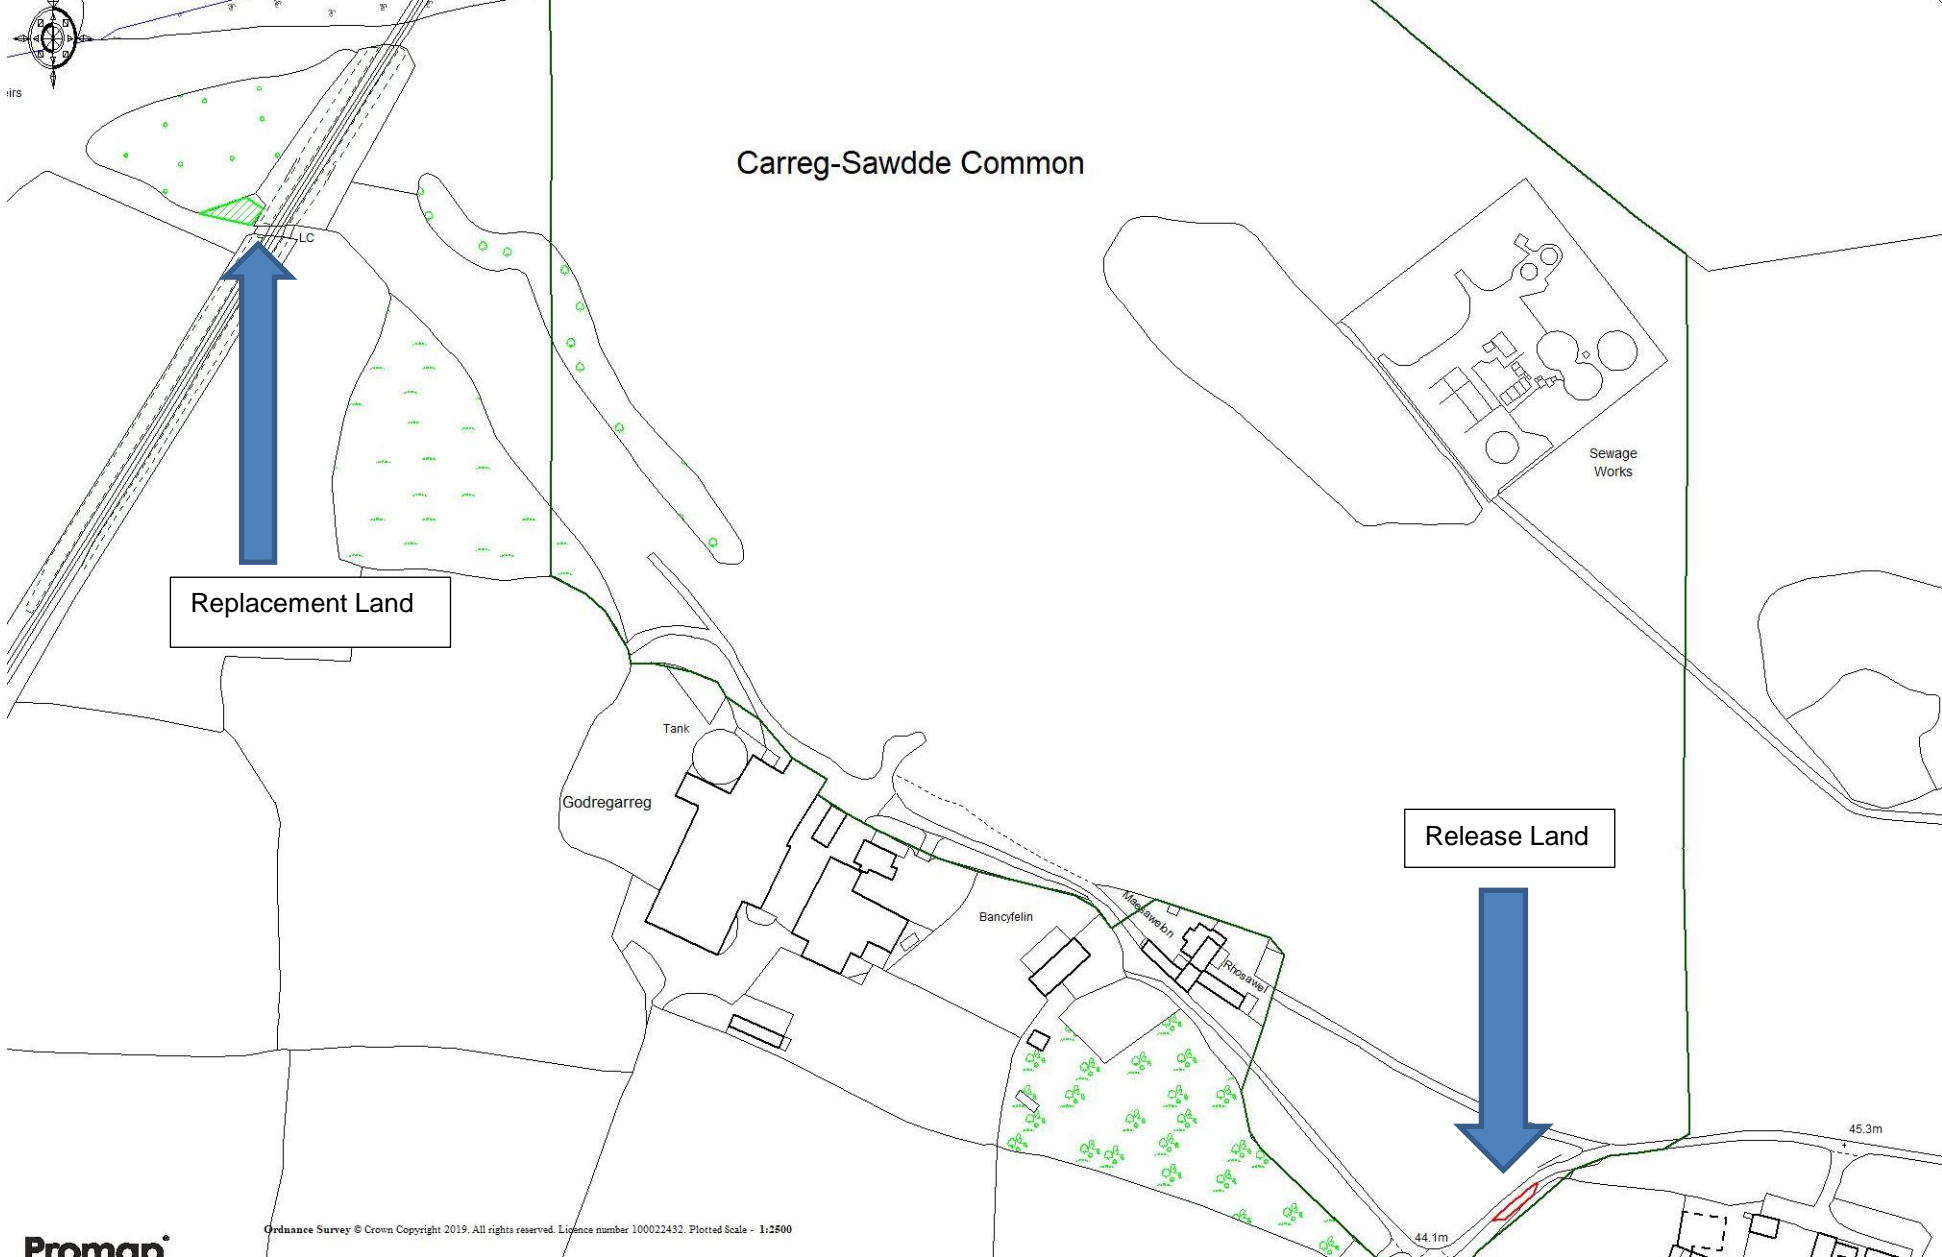 eirs
Carreg-Sawdde Common
LC
Sewage
Works
Replacement Land
Tank
Godregarreg
Release Land
Bancyfelin
Maesawelon
Rhosawel
45.3m
44.1m
Ordnance Survey © Crown Copyright 2019. All rights reserved. Licence number 100022432. Plotted Scale - 1:2500
Promap